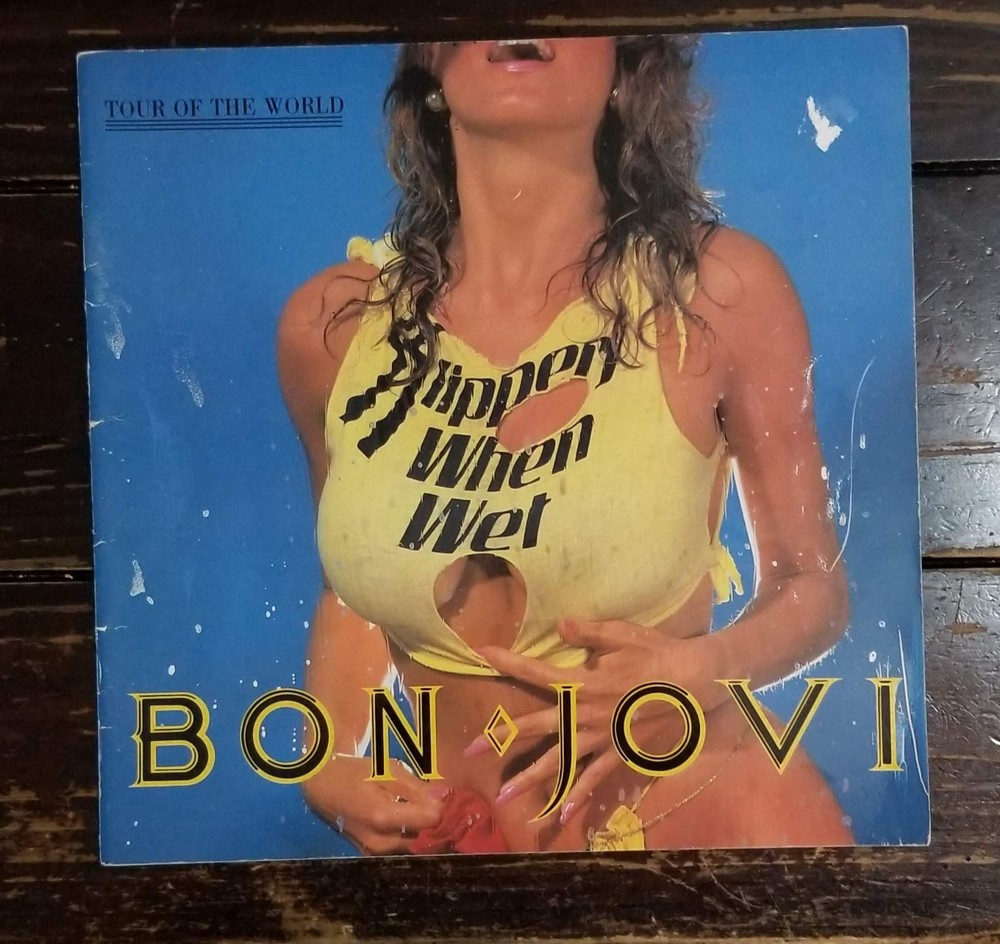 TOUR OF THE WORLD
Slippery
When
Wet
BON JOVI